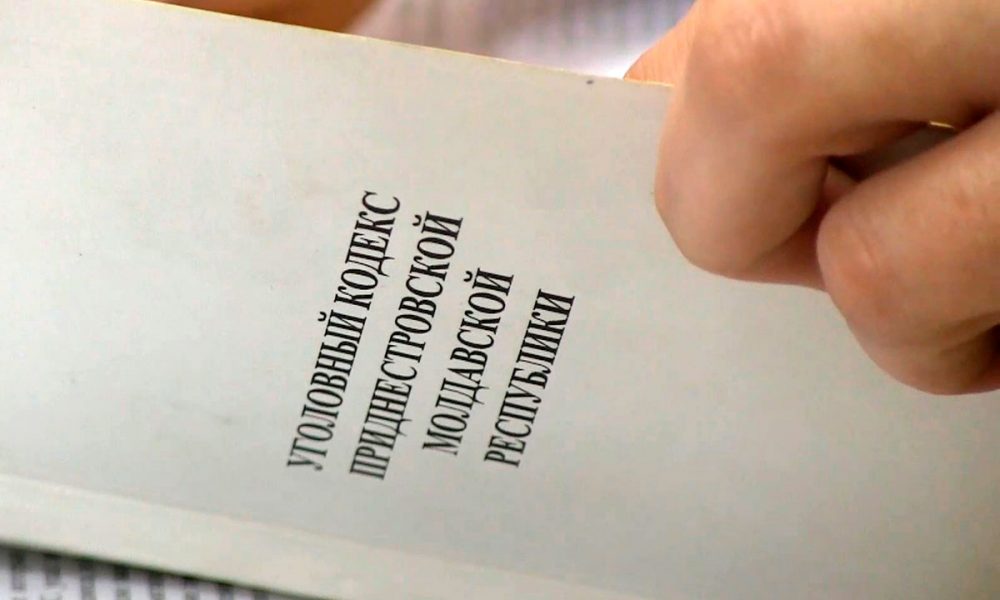 УГОЛОВНЫЙ КОДЕКС
ПРИДНЕСТРОВСКОЙ
МОЛДАВСКОЙ
РЕСПУБЛИКИ